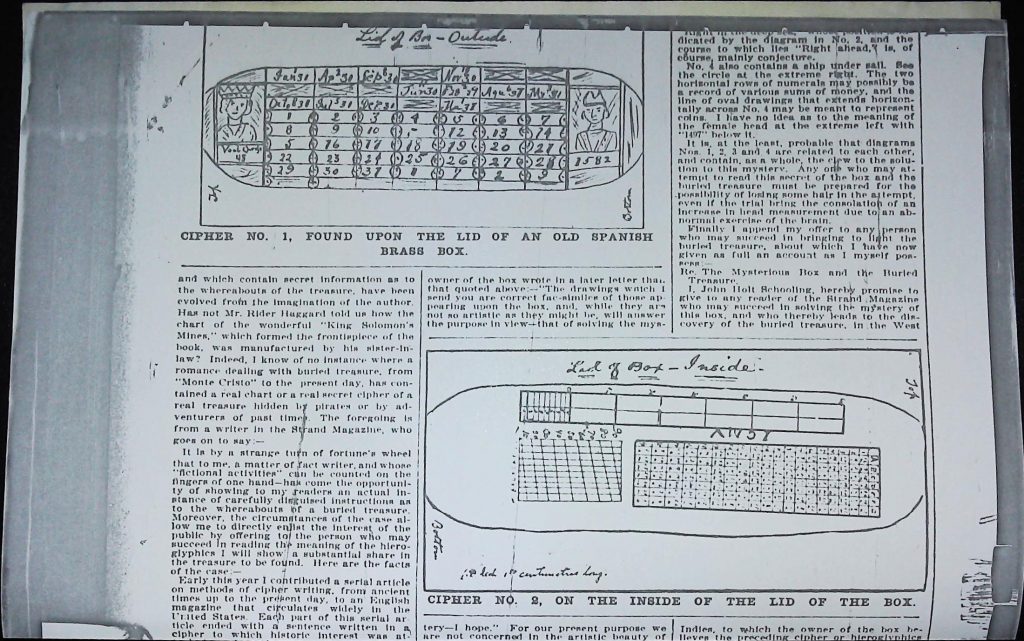 Lid of Box - Outside.
Jan 30 Ap 30 Sep 30 Nov 30
1 2 3 4 5 6 7
8 9 10 12 13 14
16 17 18 19 20 21
22 23 24 25 26 27 28
29 30 31
1582
CIPHER NO. 1, FOUND UPON THE LID OF AN OLD SPANISH
BRASS BOX.
and which contain secret information as to
the whereabouts of the treasure, have been
evolved from the imagination of the author.
Has not Mr. Rider Haggard told us how the
chart of the wonderful "King Solomon's
Mines," which formed the frontispiece of the
book, was manufactured by his sister-in-
law? Indeed, I know of no instance where a
romance dealing with buried treasure, from
"Monte Cristo" to the present day, has con-
tained a real chart or a real secret cipher of a
real treasure hidden by pirates or by ad-
venturers of past times. The foregoing is
from a writer in the Strand Magazine, who
goes on to say:—
It is by a strange turn of fortune's wheel
that to me, a matter of fact writer, and whose
"fictional activities" can be counted on the
fingers of one hand—has come the opportuni-
ty of showing to my readers an actual in-
stance of carefully disguised instructions as
to the whereabouts of a buried treasure.
Moreover, the circumstances of the case al-
low me to directly enlist the interest of the
public by offering to the person who may
succeed in reading the meaning of the hiero-
glyphics I will show a substantial share in
the treasure to be found. Here are the facts
of the case:—
Early this year I contributed a serial article
on methods of cipher writing, from ancient
times up to the present day, to an English
magazine that circulates widely in the
United States. Each part of this serial ar-
ticle ended with a sentence written in a
cipher to which historic interest was at-
owner of the box wrote in a later letter than
that quoted above:—"The drawings which I
send you are correct fac-similes of those ap-
pearing upon the box, and, while they are
not so artistic as they might be, will answer
the purpose in view—that of solving the mys-
dicated by the diagram in No. 2, and the
course to which lies "Right ahead," is, of
course, mainly conjecture.
No. 4 also contains a ship under sail. See
the circle at the extreme right. The two
horizontal rows of numerals may possibly be
a record of various sums of money, and the
line of oval drawings that extends horizon-
tally across No. 4 may be meant to represent
coins. I have no idea as to the meaning of
the female head at the extreme left with
"1497" below it.
It is, at the least, probable that diagrams
Nos. 1, 2, 3 and 4 are related to each other,
and contain, as a whole, the clew to the solu-
tion to this mystery. Any one who may at-
tempt to read this secret of the box and the
buried treasure must be prepared for the
possibility of losing some hair in the attempt,
even if the trial bring the consolation of an
increase in head measurement due to an ab-
normal exercise of the brain.
Finally I append my offer to any person
who may succeed in bringing to light the
buried treasure, about which I have now
given as full an account as I myself pos-
sess:—
Re. The Mysterious Box and the Buried
Treasure.
I, John Holt Schooling, hereby promise to
give to any reader of the Strand Magazine
who may succeed in solving the mystery of
this box, and who thereby leads to the dis-
covery of the buried treasure, in the West
Lid of Box - Inside.
Top
Bottom
centimetres long.
CIPHER NO. 2, ON THE INSIDE OF THE LID OF THE BOX.
tery—I hope." For our present purpose we
are not concerned in the artistic beauty of
Indies, to which the owner of the box be-
lieves the preceding cipher or hieroglyphics